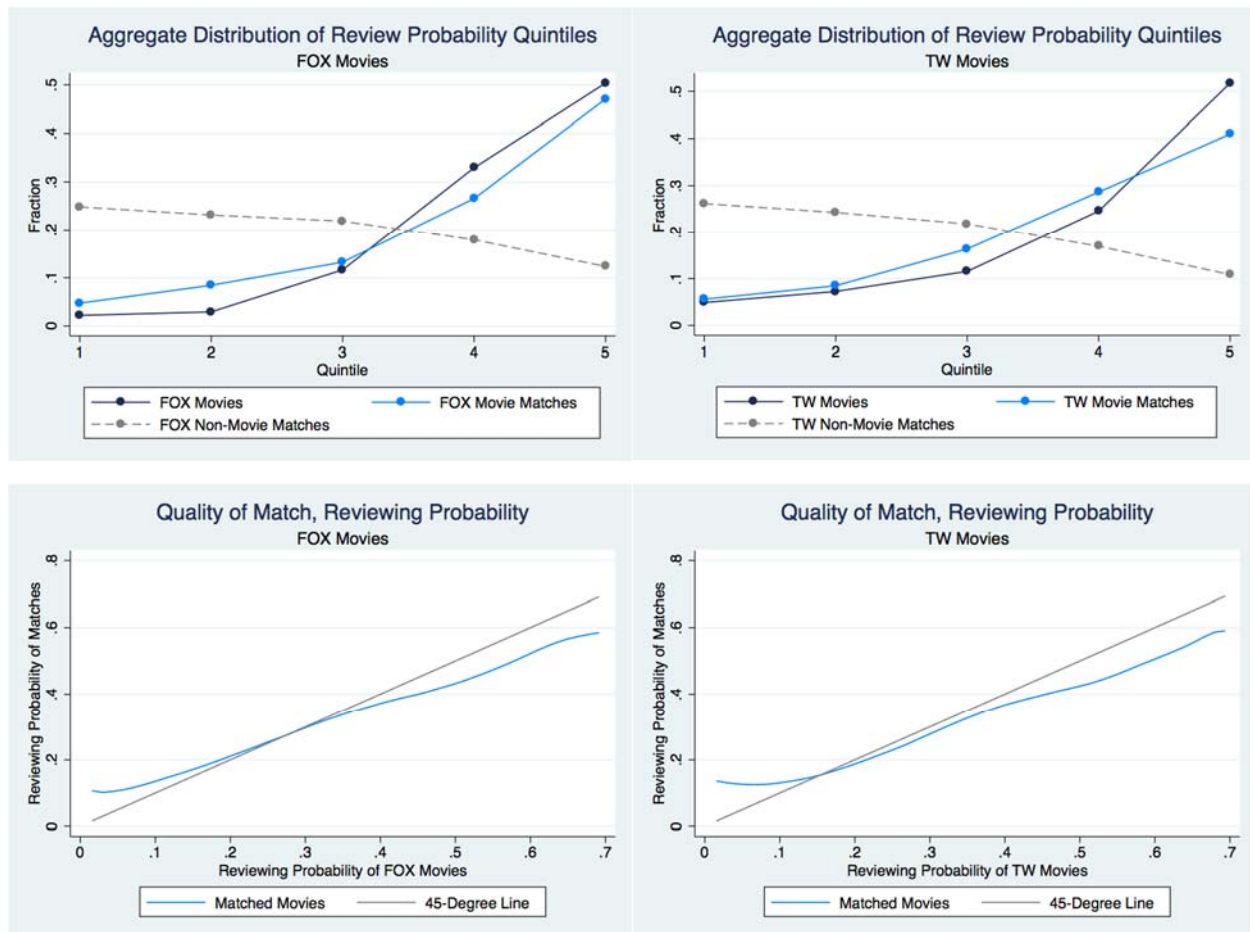 Aggregate Distribution of Review Probability Quintiles
FOX Movies
Fraction
.5
.4
.3
.2
.1
0
1 2 3 4 5
Quintile
FOX Movies FOX Movie Matches
FOX Non-Movie Matches
Aggregate Distribution of Review Probability Quintiles
TW Movies
Fraction
.5
.4
.3
.2
.1
0
1 2 3 4 5
Quintile
TW Movies TW Movie Matches
TW Non-Movie Matches
Quality of Match, Reviewing Probability
FOX Movies
Reviewing Probability of Matches
.8
.6
.4
.2
0
0 .1 .2 .3 .4 .5 .6 .7
Reviewing Probability of FOX Movies
Matched Movies 45-Degree Line
Quality of Match, Reviewing Probability
TW Movies
Reviewing Probability of Matches
.8
.6
.4
.2
0
0 .1 .2 .3 .4 .5 .6 .7
Reviewing Probability of TW Movies
Matched Movies 45-Degree Line